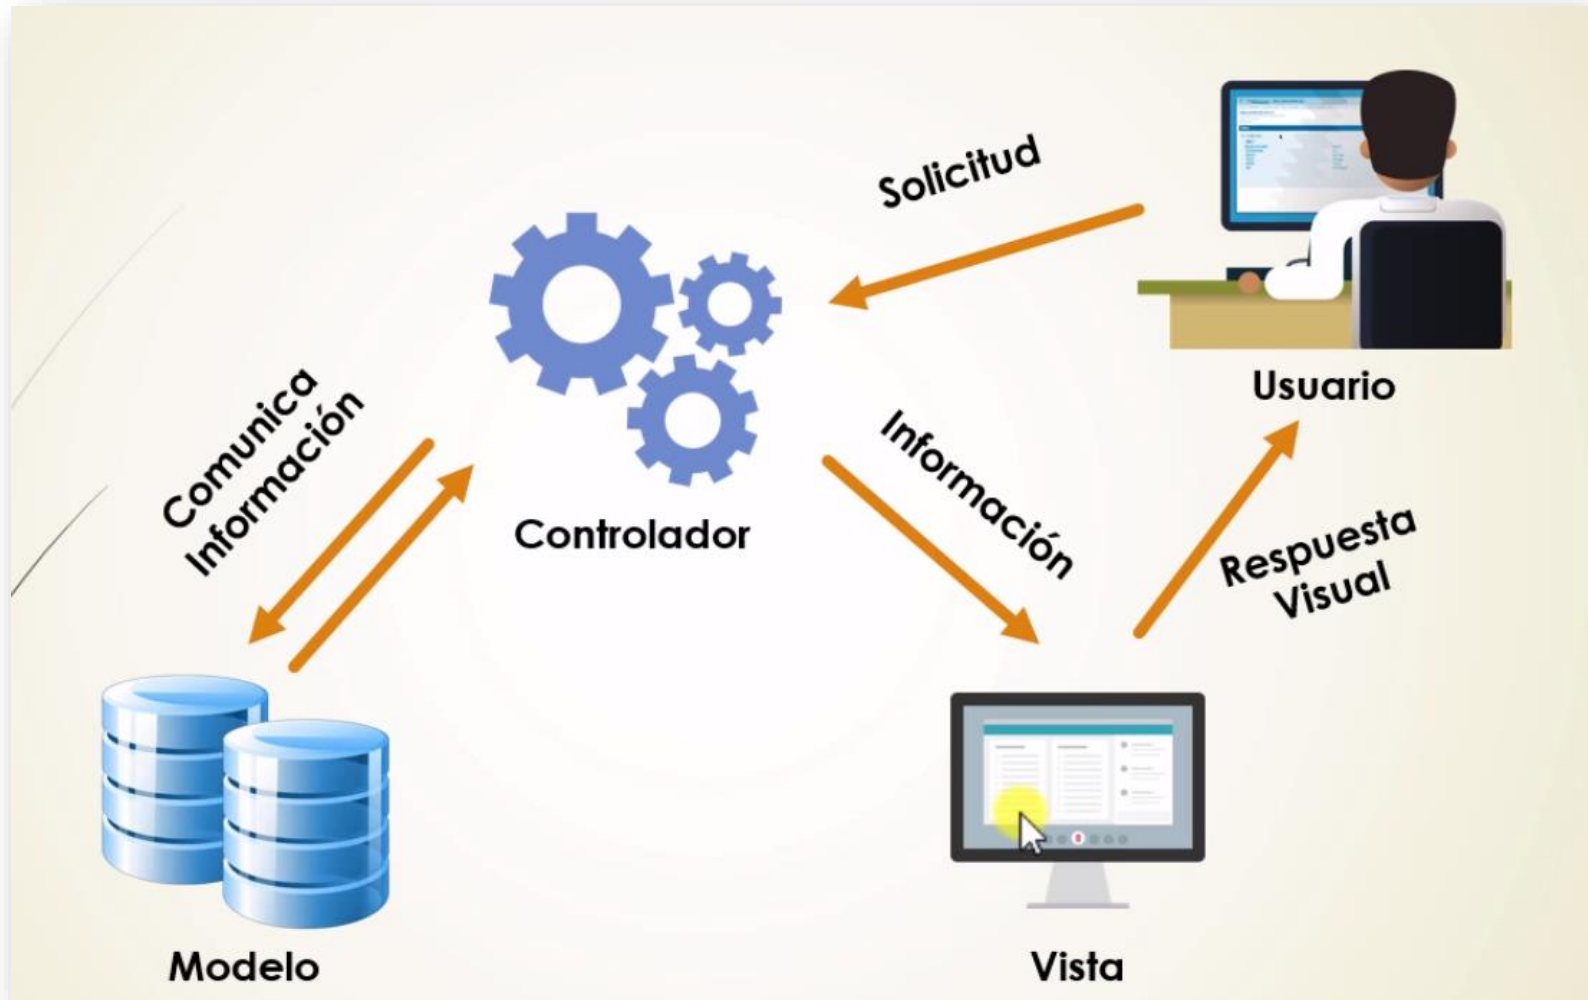 Solicitud
Usuario
Comunica
Información
Controlador
Información
Respuesta
Visual
Modelo
Vista